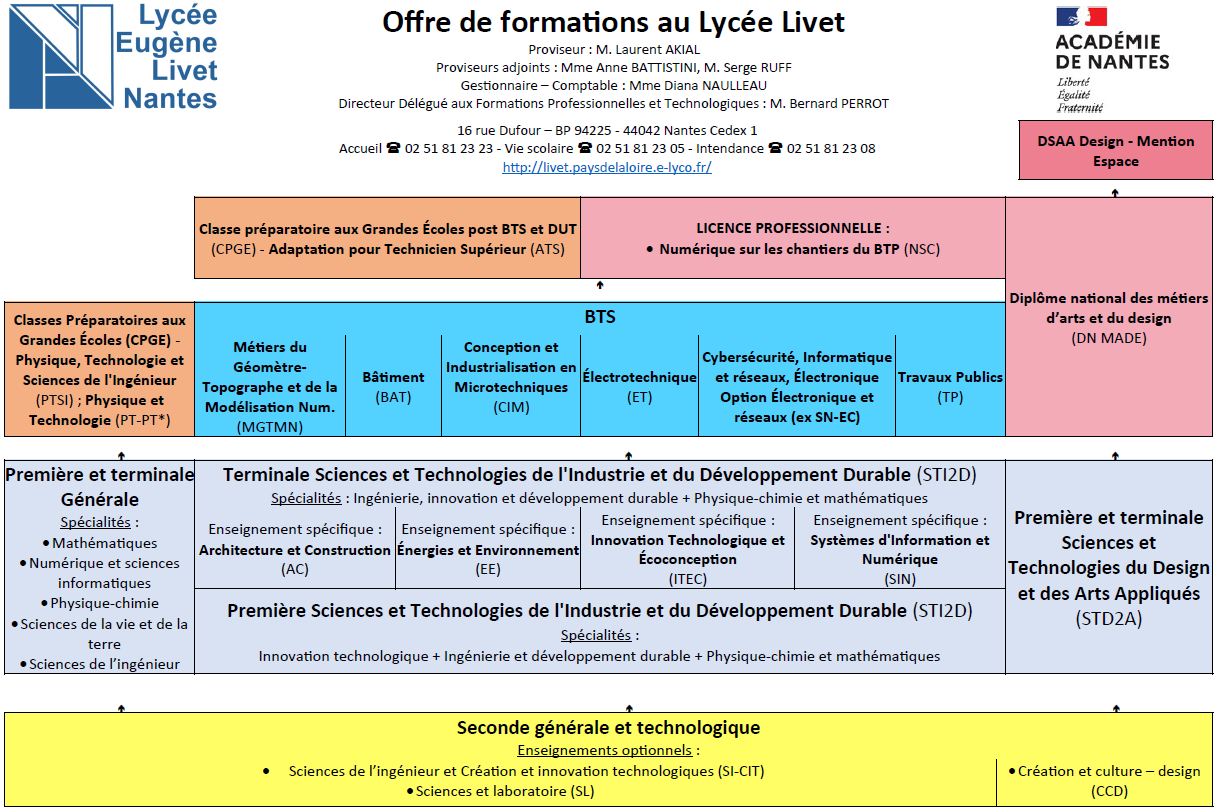 Lycée
Eugène
Livet
Nantes
Offre de formations au Lycée Livet
Proviseur : M. Laurent AKIAL
Proviseurs adjoints : Mme Anne BATTISTINI, M. Serge RUFF
Gestionnaire – Comptable : Mme Diana NAULLEAU
Directeur Délégué aux Formations Professionnelles et Technologiques : M. Bernard PERROT
16 rue Dufour – BP 94225 - 44042 Nantes Cedex 1
Accueil ☎ 02 51 81 23 23 - Vie scolaire ☎ 02 51 81 23 05 - Intendance ☎ 02 51 81 23 08
http://livet.paysdelaloire.e-lyco.fr/
ACADÉMIE
DE NANTES
Liberté
Égalité
Fraternité
DSAA Design - Mention
Espace
Classe préparatoire aux Grandes Écoles post BTS et DUT
(CPGE) - Adaptation pour Technicien Supérieur (ATS)
LICENCE PROFESSIONNELLE :
• Numérique sur les chantiers du BTP (NSC)
Diplôme national des métiers
d’arts et du design
(DN MADE)
Classes Préparatoires aux
Grandes Écoles (CPGE) -
Physique, Technologie et
Sciences de l'Ingénieur
(PTSI) ; Physique et
Technologie (PT-PT*)
BTS
Métiers du
Géomètre-
Topographe et de la
Modélisation Num.
(MGTMN)
Bâtiment
(BAT)
Conception et
Industrialisation en
Microtechniques
(CIM)
Électrotechnique
(ET)
Cybersécurité, Informatique
et réseaux, Électronique
Option Électronique et
réseaux (ex SN-EC)
Travaux Publics
(TP)
Première et terminale
Générale
Spécialités :
• Mathématiques
• Numérique et sciences
informatiques
• Physique-chimie
• Sciences de la vie et de la
terre
• Sciences de l’ingénieur
Terminale Sciences et Technologies de l'Industrie et du Développement Durable (STI2D)
Spécialités : Ingénierie, innovation et développement durable + Physique-chimie et mathématiques
Enseignement spécifique :
Architecture et Construction
(AC)
Enseignement spécifique :
Énergies et Environnement
(EE)
Enseignement spécifique :
Innovation Technologique et
Écoconception
(ITEC)
Enseignement spécifique :
Systèmes d'Information et
Numérique
(SIN)
Première Sciences et Technologies de l'Industrie et du Développement Durable (STI2D)
Spécialités :
Innovation technologique + Ingénierie et développement durable + Physique-chimie et mathématiques
Première et terminale
Sciences et
Technologies du Design
et des Arts Appliqués
(STD2A)
Seconde générale et technologique
Enseignements optionnels :
• Sciences de l’ingénieur et Création et innovation technologiques (SI-CIT)
• Sciences et laboratoire (SL)
• Création et culture – design
(CCD)